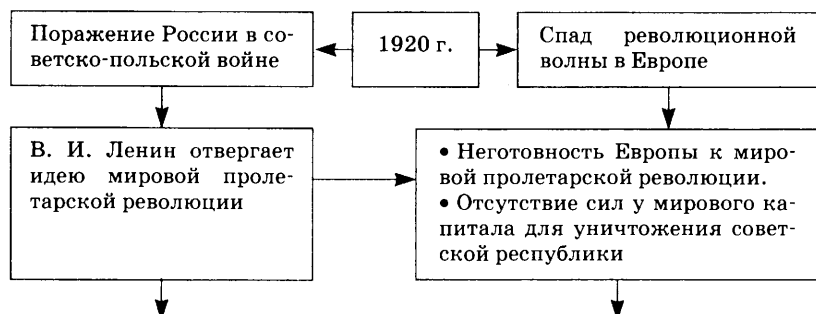 Поражение России в со-
ветско-польской войне
1920 г.
Спад революционной
волны в Европе
В. И. Ленин отвергает
идею мировой проле-
тарской революции
• Неготовность Европы к миро-
вой пролетарской революции.
• Отсутствие сил у мирового ка-
питала для уничтожения совет-
ской республики